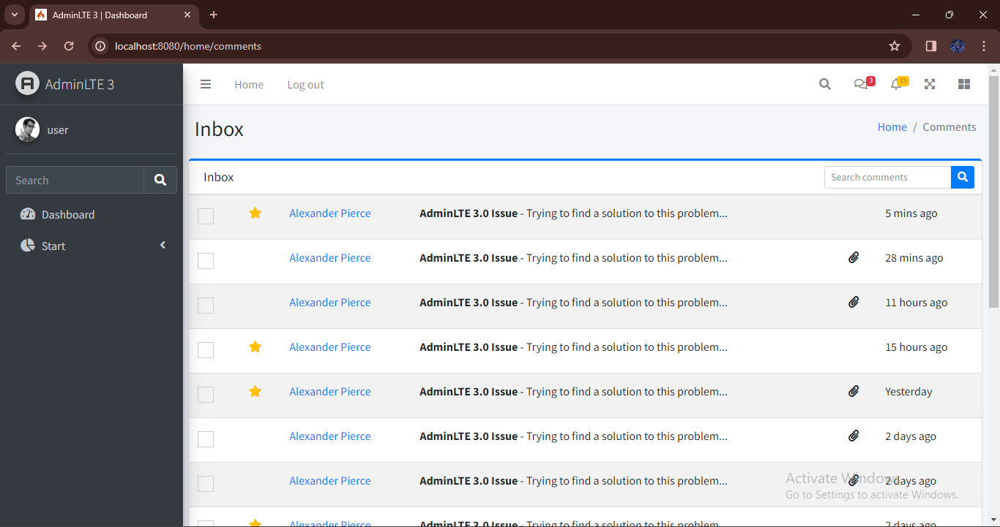 AdminLTE 3 | Dashboard
localhost:8080/home/comments
AdminLTE 3
Home Log out 3 15
user
Inbox
Home / Comments
Search
Inbox Search comments
Dashboard
Start
Alexander Pierce AdminLTE 3.0 Issue - Trying to find a solution to this problem... 5 mins ago
Alexander Pierce AdminLTE 3.0 Issue - Trying to find a solution to this problem... 28 mins ago
Alexander Pierce AdminLTE 3.0 Issue - Trying to find a solution to this problem... 11 hours ago
Alexander Pierce AdminLTE 3.0 Issue - Trying to find a solution to this problem... 15 hours ago
Alexander Pierce AdminLTE 3.0 Issue - Trying to find a solution to this problem... Yesterday
Alexander Pierce AdminLTE 3.0 Issue - Trying to find a solution to this problem... 2 days ago
Alexander Pierce AdminLTE 3.0 Issue - Trying to find a solution to this problem... 2 days ago
Activate Windows
Go to Settings to activate Windows.
Alexander Pierce AdminLTE 3.0 Issue - Trying to find a solution to this problem... 2 days ago